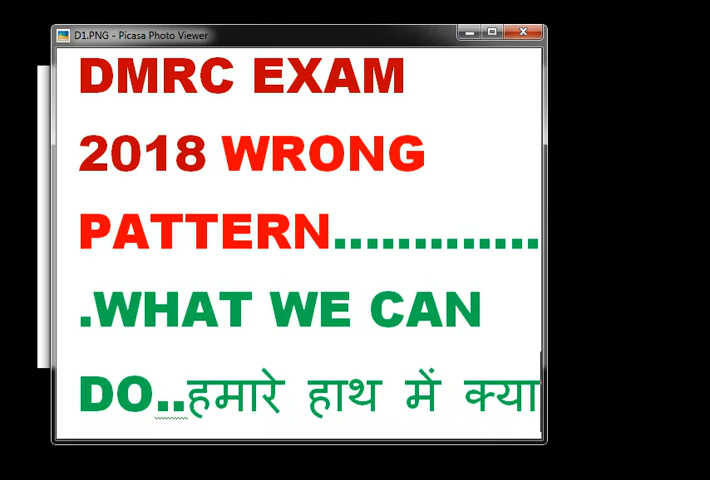 D1.PNG - Picasa Photo Viewer
DMRC EXAM
2018 WRONG
PATTERN.............
.WHAT WE CAN
DO..हमारे हाथ में क्या